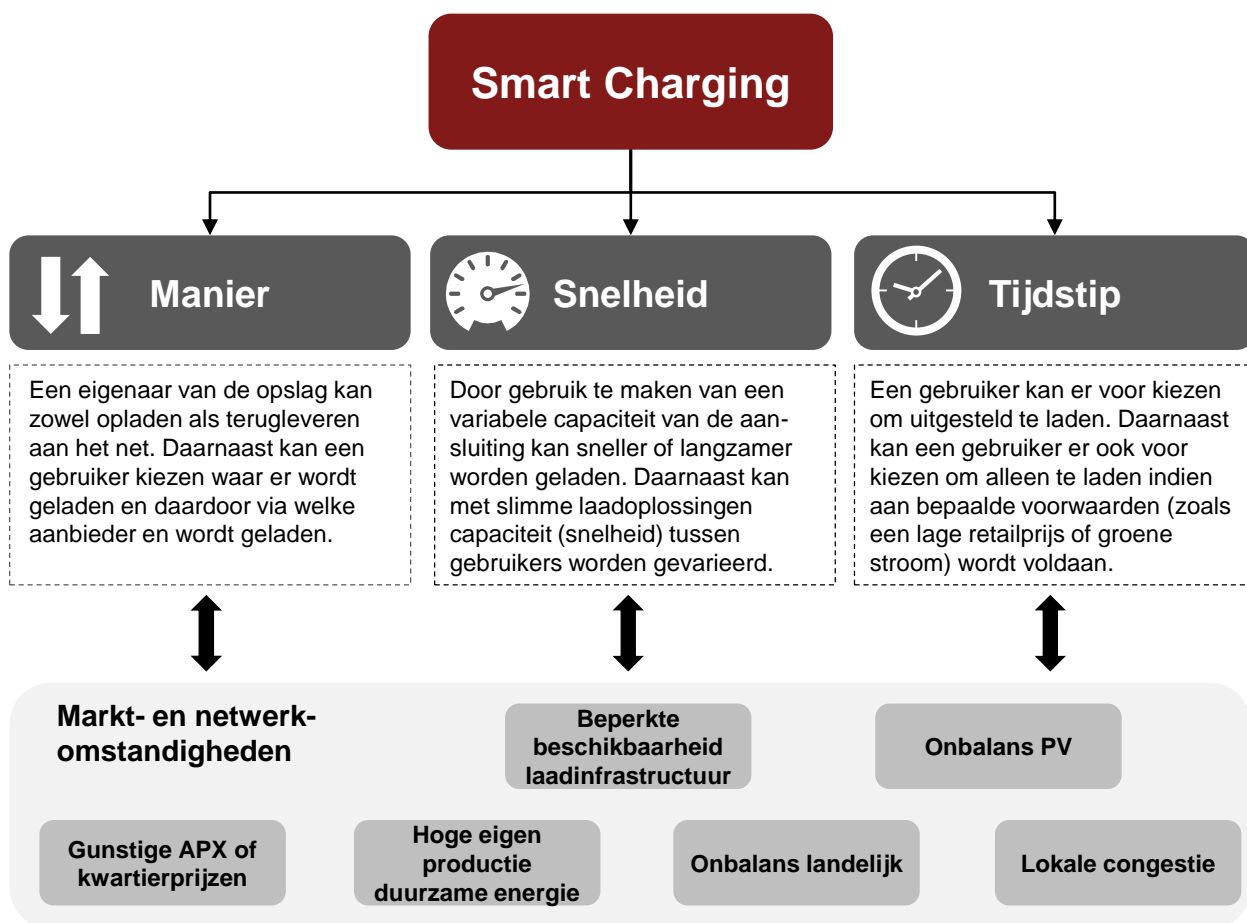 Smart Charging
Manier
Snelheid
Tijdstip
Een eigenaar van de opslag kan
zowel opladen als terugleveren
aan het net. Daarnaast kan een
gebruiker kiezen waar er wordt
geladen en daardoor via welke
aanbieder en wordt geladen.
Door gebruik te maken van een
variabele capaciteit van de aan-
sluiting kan sneller of langzamer
worden geladen. Daarnaast kan
met slimme laadoplossingen
capaciteit (snelheid) tussen
gebruikers worden gevarieerd.
Een gebruiker kan er voor kiezen
om uitgesteld te laden. Daarnaast
kan een gebruiker er ook voor
kiezen om alleen te laden indien
aan bepaalde voorwaarden (zoals
een lage retailprijs of groene
stroom) wordt voldaan.
Markt- en netwerk-
omstandigheden
Beperkte
beschikbaarheid
laadinfrastructuur
Onbalans PV
Gunstige APX of
kwartierprijzen
Hoge eigen
productie
duurzame energie
Onbalans landelijk
Lokale congestie